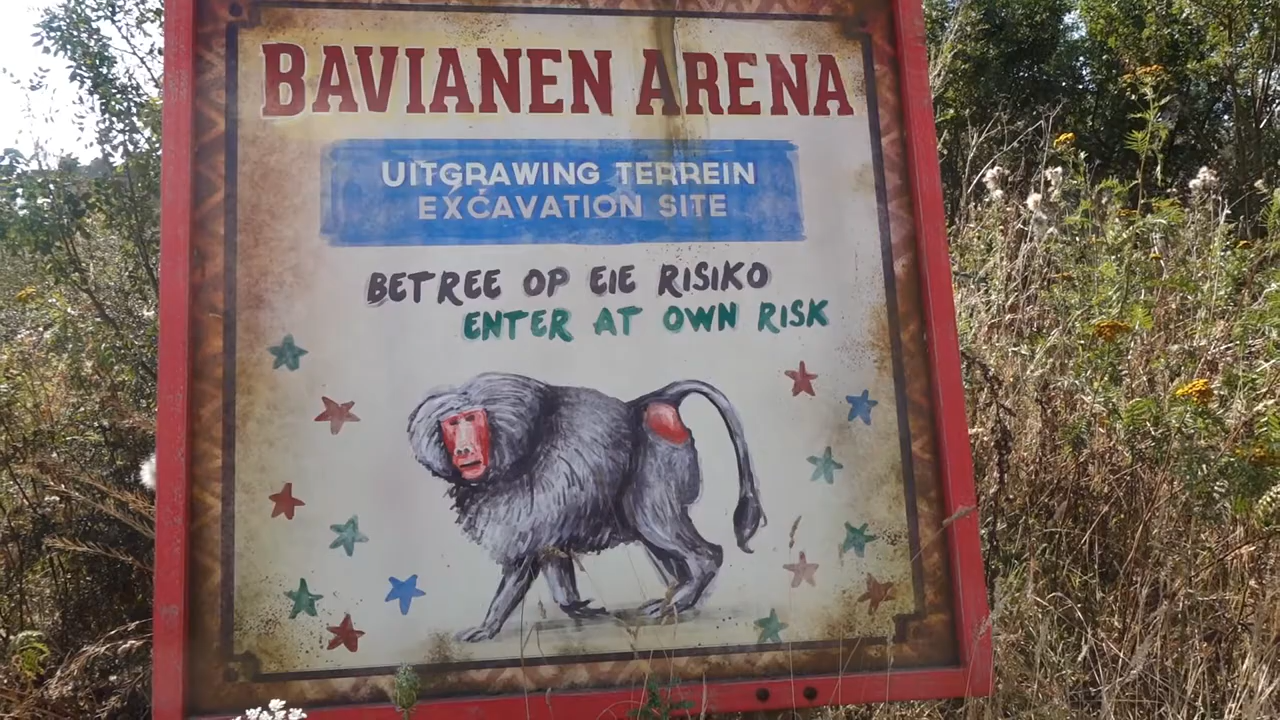 BAVIANEN ARENA
UITGRAWING TERREIN
EXCAVATION SITE
BETREE OP EIE RISIKO
ENTER AT OWN RISK